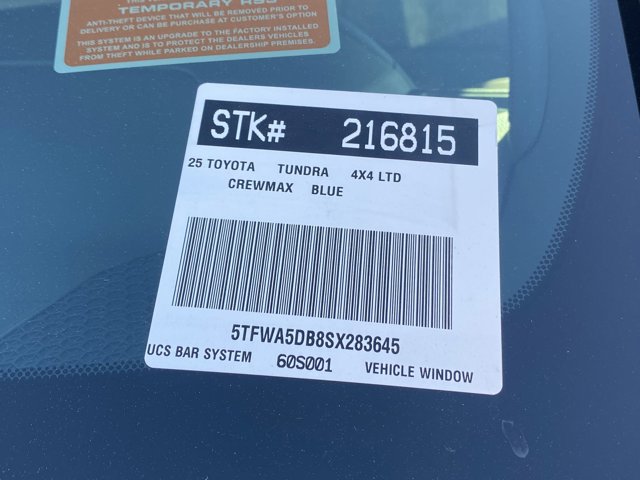 TEMPORARY RSG
ANTI-THEFT DEVICE THAT WILL BE REMOVED PRIOR TO
DELIVERY OR CAN BE PURCHASED AT CUSTOMER'S OPTION
THIS SYSTEM IS AN UPGRADE TO THE FACTORY INSTALLED
SYSTEM AND IS TO PROTECT THE DEALERS VEHICLES
FROM THEFT WHILE PARKED ON DEALERSHIP PREMISES.
STK# 216815
25 TOYOTA TUNDRA 4X4 LTD
CREWMAX BLUE
5TFWA5DB8SX283645
UCS BAR SYSTEM 60S001 VEHICLE WINDOW